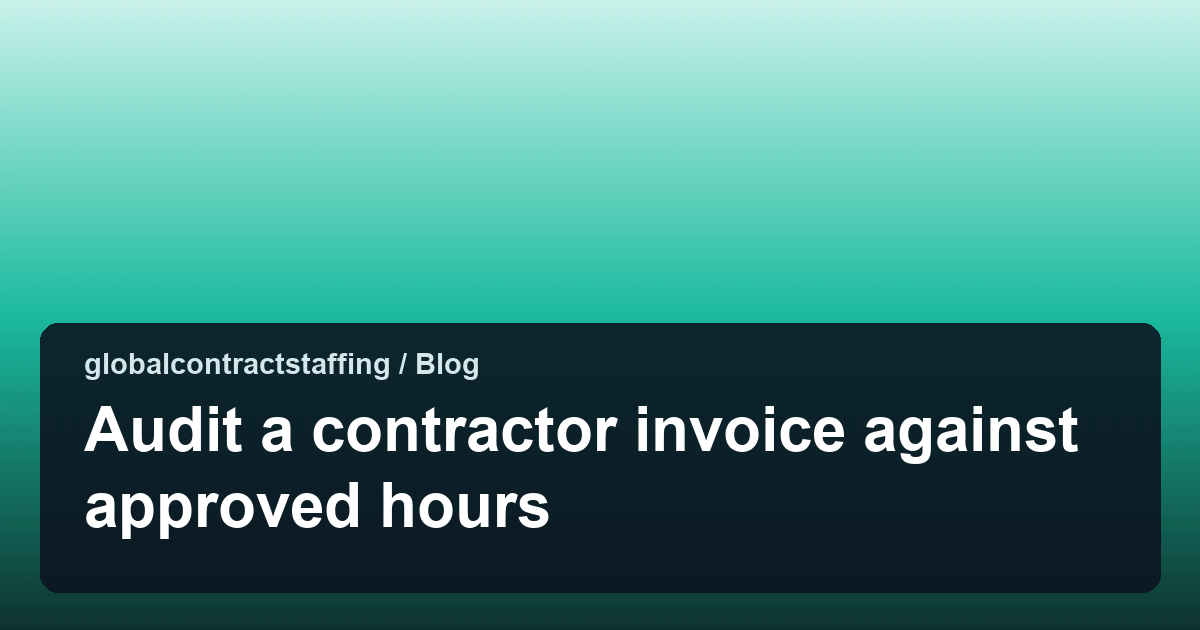 globalcontractstaffing / Blog
Audit a contractor invoice against
approved hours